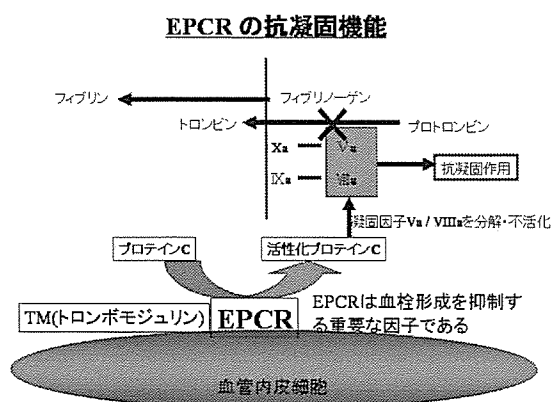 EPCRの抗凝固機能
フィブリン
フィブリノーゲン
トロンビン
プロトロンビン
Xa
Va
IXa
VIIIa
抗凝固作用
凝固因子Va / VIIIaを分解・不活化
プロテインC
活性化プロテインC
TM(トロンボモジュリン)
EPCR
EPCRは血栓形成を抑制す
る重要な因子である
血管内皮細胞